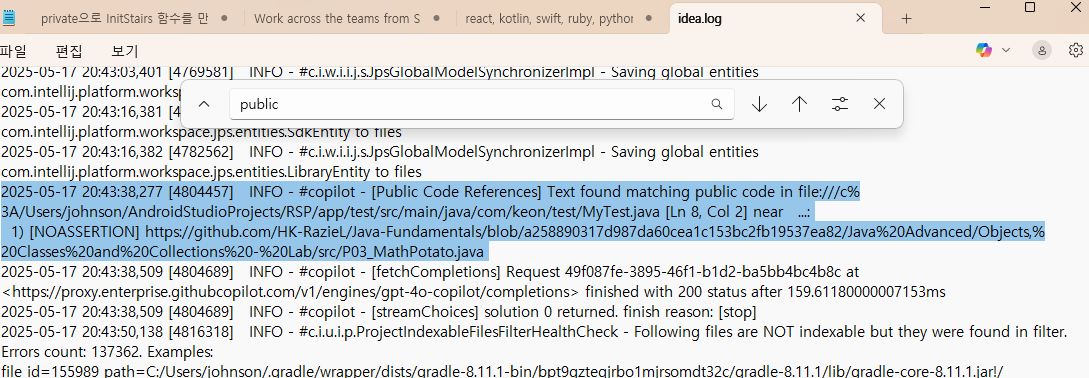 private으로 InitStairs 함수를 만
Work across the teams from S
react, kotlin, swift, ruby, pythor
idea.log
파일 편집 보기
2025-05-17 20:43:03,401 [4769581] INFO - #c.i.w.i.i.j.s.JpsGlobalModelSynchronizerImpl - Saving global entities
com.intellij.platform.worksp
public
2025-05-17 20:43:16,381 [4
com.intellij.platform.workspace.jps.entities.SdkEntity to files
2025-05-17 20:43:16,382 [4782562] INFO - #c.i.w.i.i.j.s.JpsGlobalModelSynchronizerImpl - Saving global entities
com.intellij.platform.workspace.jps.entities.LibraryEntity to files
2025-05-17 20:43:38,277 [4804457] INFO - #copilot - [Public Code References] Text found matching public code in file:///c%
3A/Users/johnson/AndroidStudioProjects/RSP/app/test/src/main/java/com/keon/test/MyTest.java [Ln 8, Col 2] near ...:
1) [NOASSERTION] https://github.com/HK-RazieL/Java-Fundamentals/blob/a258890317d987da60cea1c153bc2fb19537ea82/Java%20Advanced/Objects,%
20Classes%20and%20Collections%20-%20Lab/src/P03_MathPotato.java
2025-05-17 20:43:38,509 [4804689] INFO - #copilot - [fetchCompletions] Request 49f087fe-3895-46f1-b1d2-ba5bb4bc4b8c at
<https://proxy.enterprise.githubcopilot.com/v1/engines/gpt-4o-copilot/completions> finished with 200 status after 159.61180000007153ms
2025-05-17 20:43:38,509 [4804689] INFO - #copilot - [streamChoices] solution 0 returned. finish reason: [stop]
2025-05-17 20:43:50,138 [4816318] INFO - #c.i.u.i.p.ProjectIndexableFilesFilterHealthCheck - Following files are NOT indexable but they were found in filter.
Errors count: 137362. Examples:
file id=155989 path=C:/Users/johnson/.gradle/wrapper/dists/gradle-8.11.1-bin/bpt9gzteqjrbo1mjrsomdt32c/gradle-8.11.1/lib/gradle-core-8.11.1.jar!/